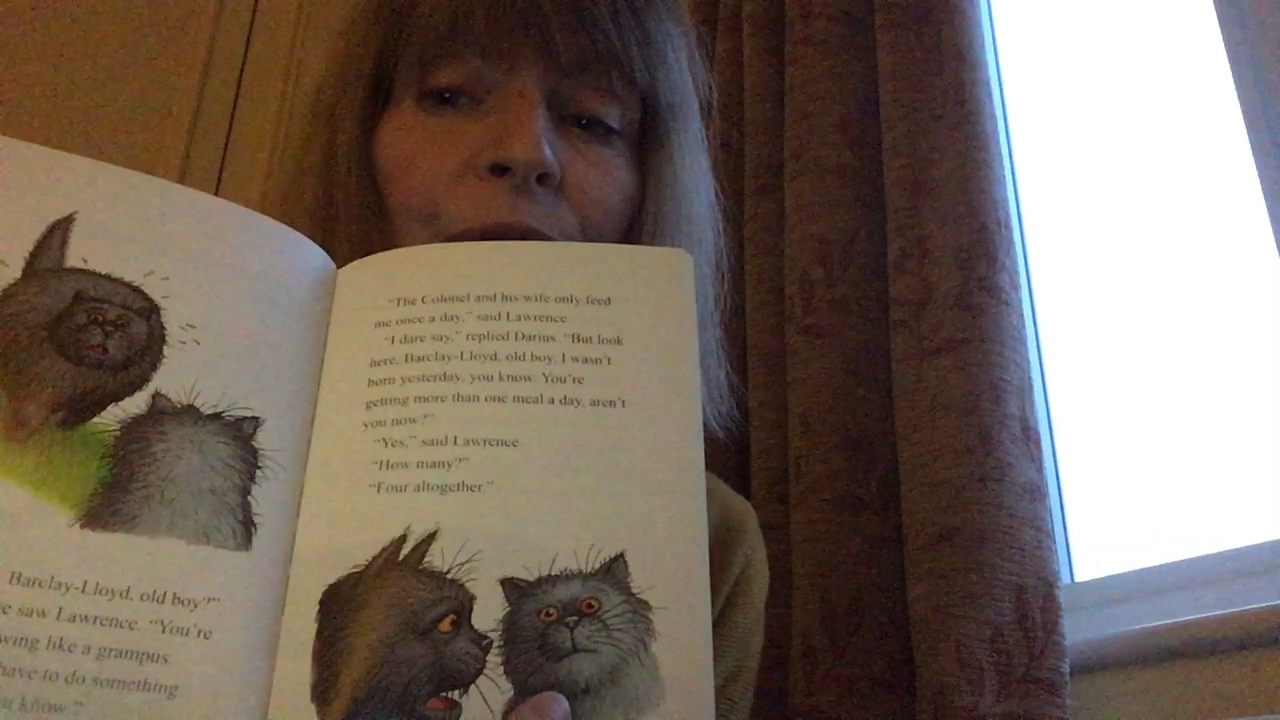 Barclay-Lloyd, old boy?"
e saw Lawrence. "You're
wing like a grampus.
have to do something
know."
"The Colonel and his wife only feed
me once a day," said Lawrence.
"I dare say," replied Darius. "But look
here, Barclay-Lloyd, old boy, I wasn't
born yesterday, you know. You're
getting more than one meal a day, aren't
you now?"
"Yes," said Lawrence.
"How many?"
"Four altogether."